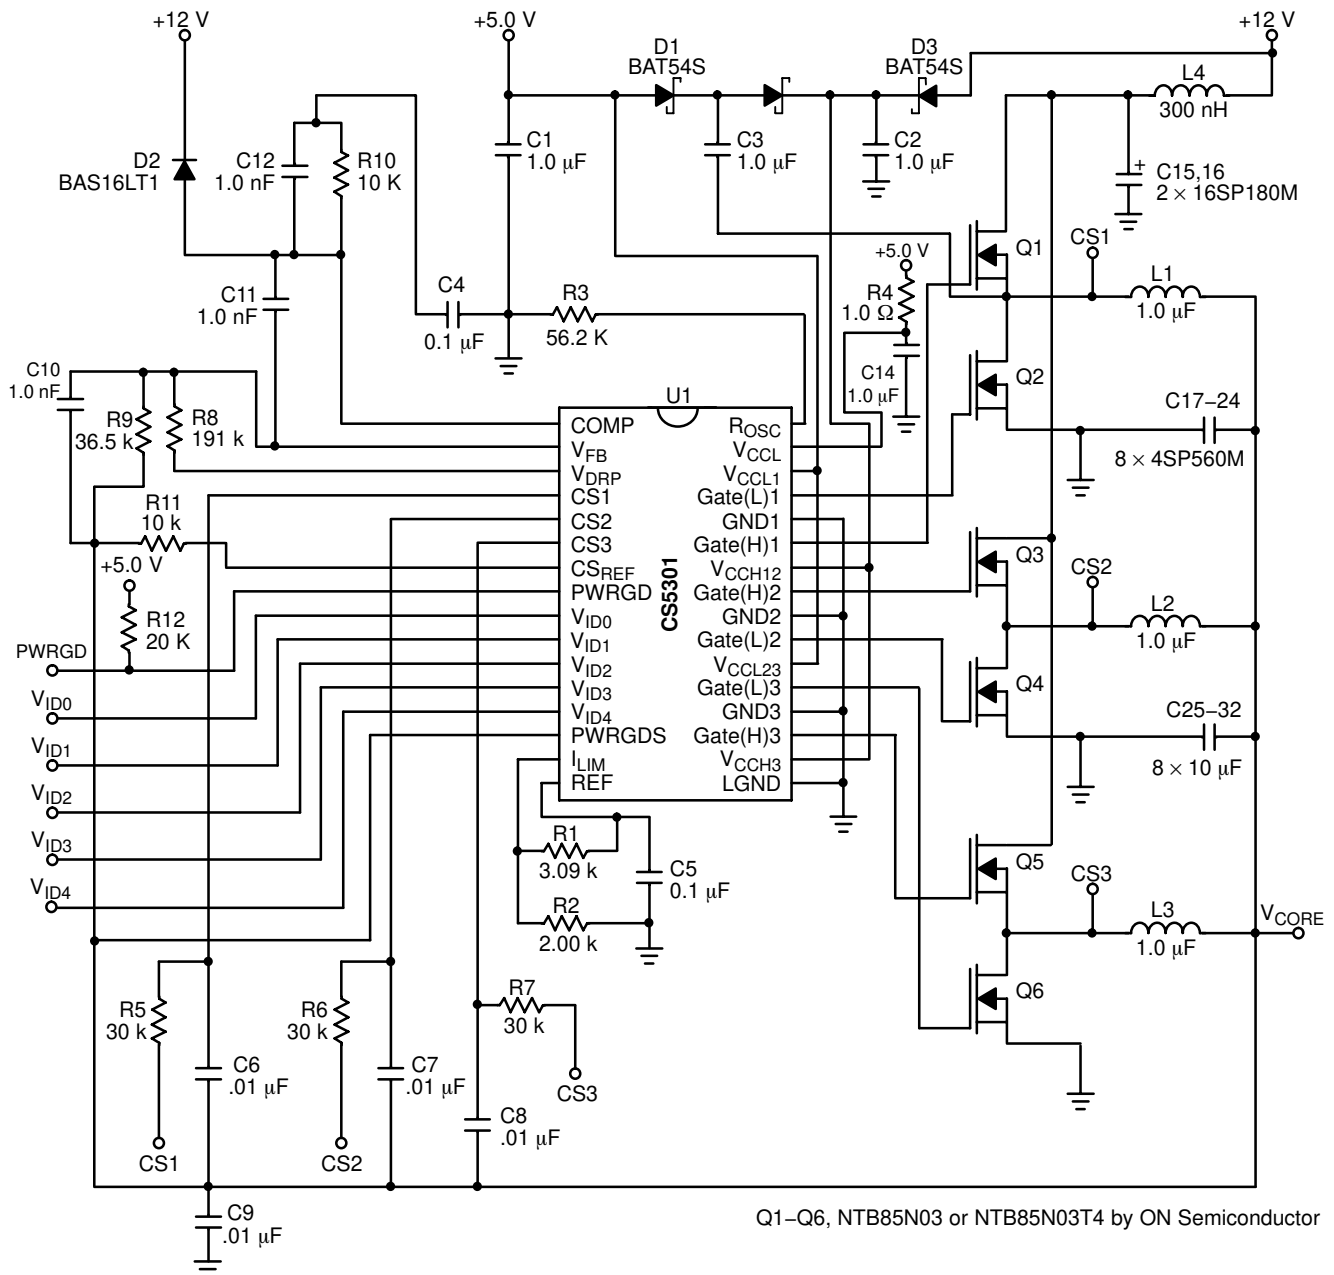 +12 V
+5.0 V
+12 V
D1
BAT54S
D3
BAT54S
L4
300 nH
D2
BAS16LT1
C12
1.0 nF
R10
10 K
C1
1.0 μF
C3
1.0 μF
C2
1.0 μF
+
C15,16
2 × 16SP180M
C11
1.0 nF
C4
0.1 μF
R3
56.2 K
+5.0 V
R4
1.0 Ω
C14
1.0 μF
Q1
CS1
L1
1.0 μF
Q2
C17–24
8 × 4SP560M
C10
1.0 nF
R9
36.5 k
R8
191 k
R11
10 k
+5.0 V
R12
20 K
PWRGD
VID0
VID1
VID2
VID3
VID4
U1
CS5301
COMP
VFB
VDRP
CS1
CS2
CS3
CSREF
PWRGD
VID0
VID1
VID2
VID3
VID4
PWRGDS
ILIM
REF
ROSC
VCCL
VCCL1
Gate(L)1
GND1
Gate(H)1
VCCH12
Gate(H)2
GND2
Gate(L)2
VCCL23
Gate(L)3
GND3
Gate(H)3
VCCH3
LGND
Q3
CS2
L2
1.0 μF
Q4
C25–32
8 × 10 μF
Q5
CS3
L3
1.0 μF
VCORE
Q6
R1
3.09 k
R2
2.00 k
C5
0.1 μF
R5
30 k
C6
.01 μF
CS1
R6
30 k
C7
.01 μF
CS2
R7
30 k
CS3
C8
.01 μF
C9
.01 μF
Q1–Q6, NTB85N03 or NTB85N03T4 by ON Semiconductor